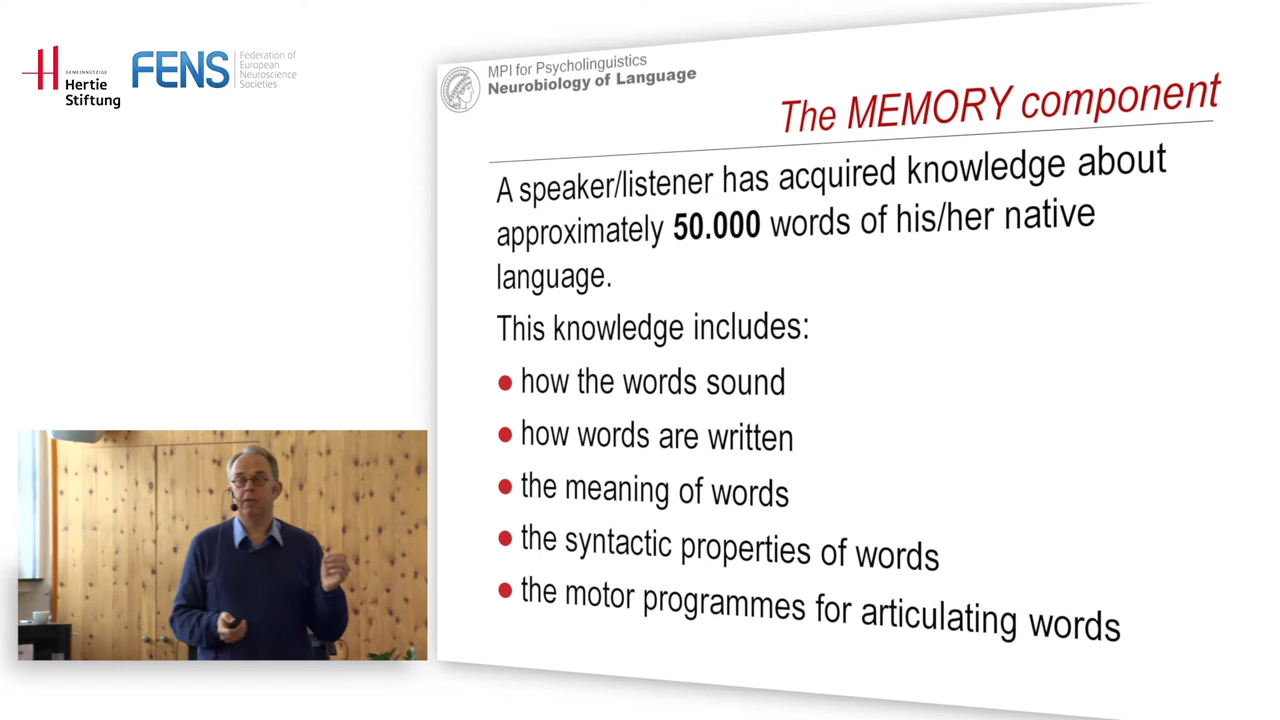 GEMEINNÜTZIGE
Hertie
Stiftung
FENS
Federation of
European
Neuroscience
Societies
MPI for Psycholinguistics
Neurobiology of Language
The MEMORY component
A speaker/listener has acquired knowledge about
approximately 50.000 words of his/her native
language.
This knowledge includes:
how the words sound
how words are written
the meaning of words
the syntactic properties of words
the motor programmes for articulating words